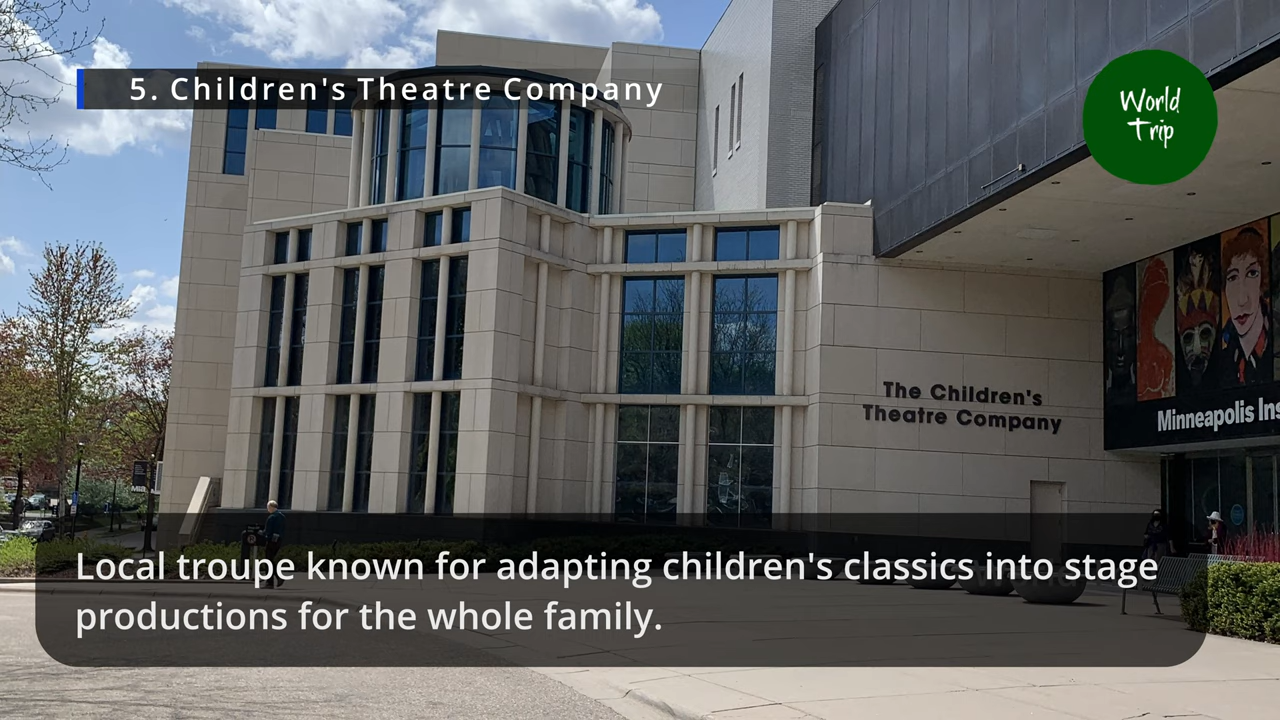 5. Children's Theatre Company
World
Trip
The Children's
Theatre Company
Minneapolis Ins
Local troupe known for adapting children's classics into stage
productions for the whole family.